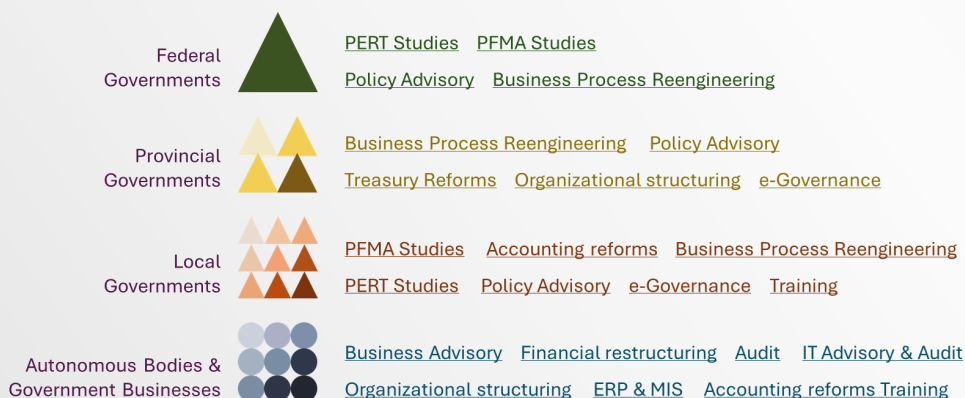 Federal
Governments
PERT Studies PFMA Studies
Policy Advisory Business Process Reengineering
Provincial
Governments
Business Process Reengineering Policy Advisory
Treasury Reforms Organizational structuring e-Governance
Local
Governments
PFMA Studies Accounting reforms Business Process Reengineering
PERT Studies Policy Advisory e-Governance Training
Autonomous Bodies &
Government Businesses
Business Advisory Financial restructuring Audit IT Advisory & Audit
Organizational structuring ERP & MIS Accounting reforms Training